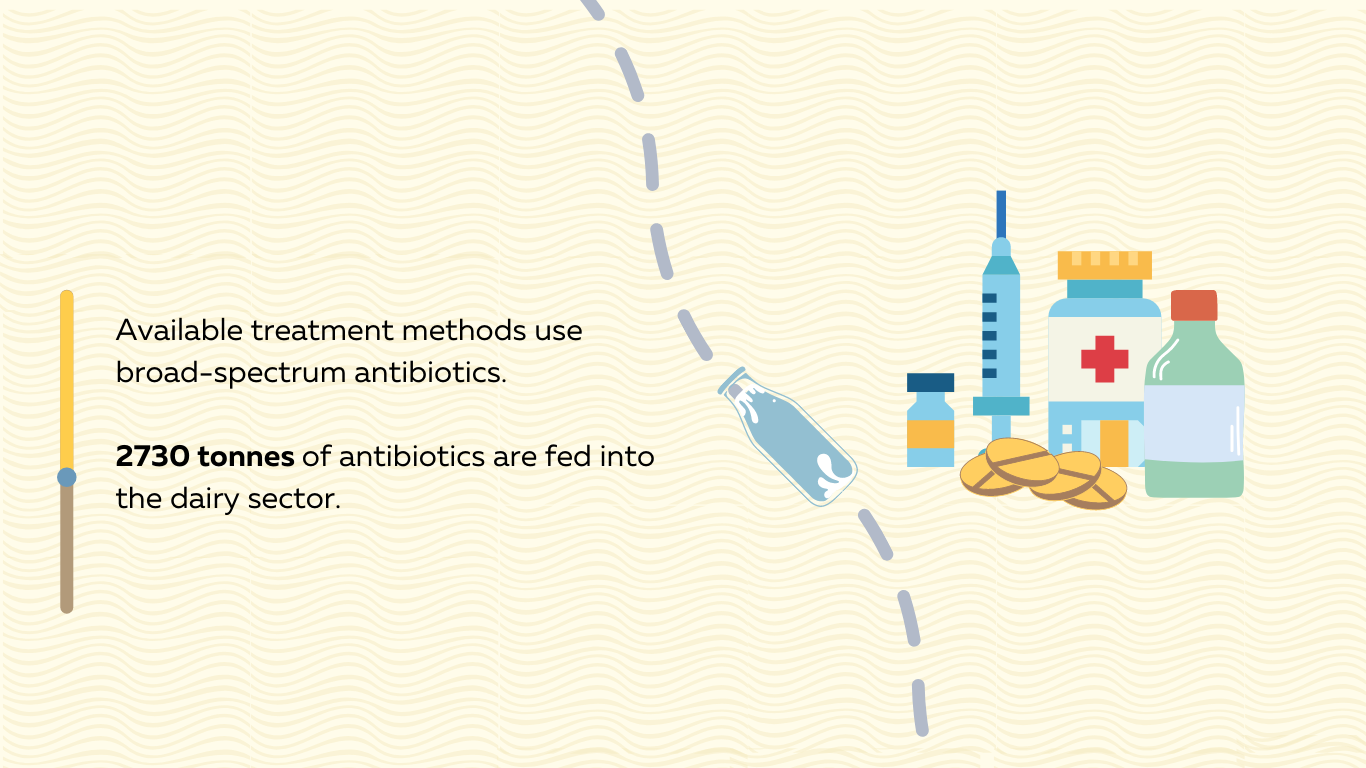 Available treatment methods use
broad-spectrum antibiotics.
2730 tonnes of antibiotics are fed into
the dairy sector.